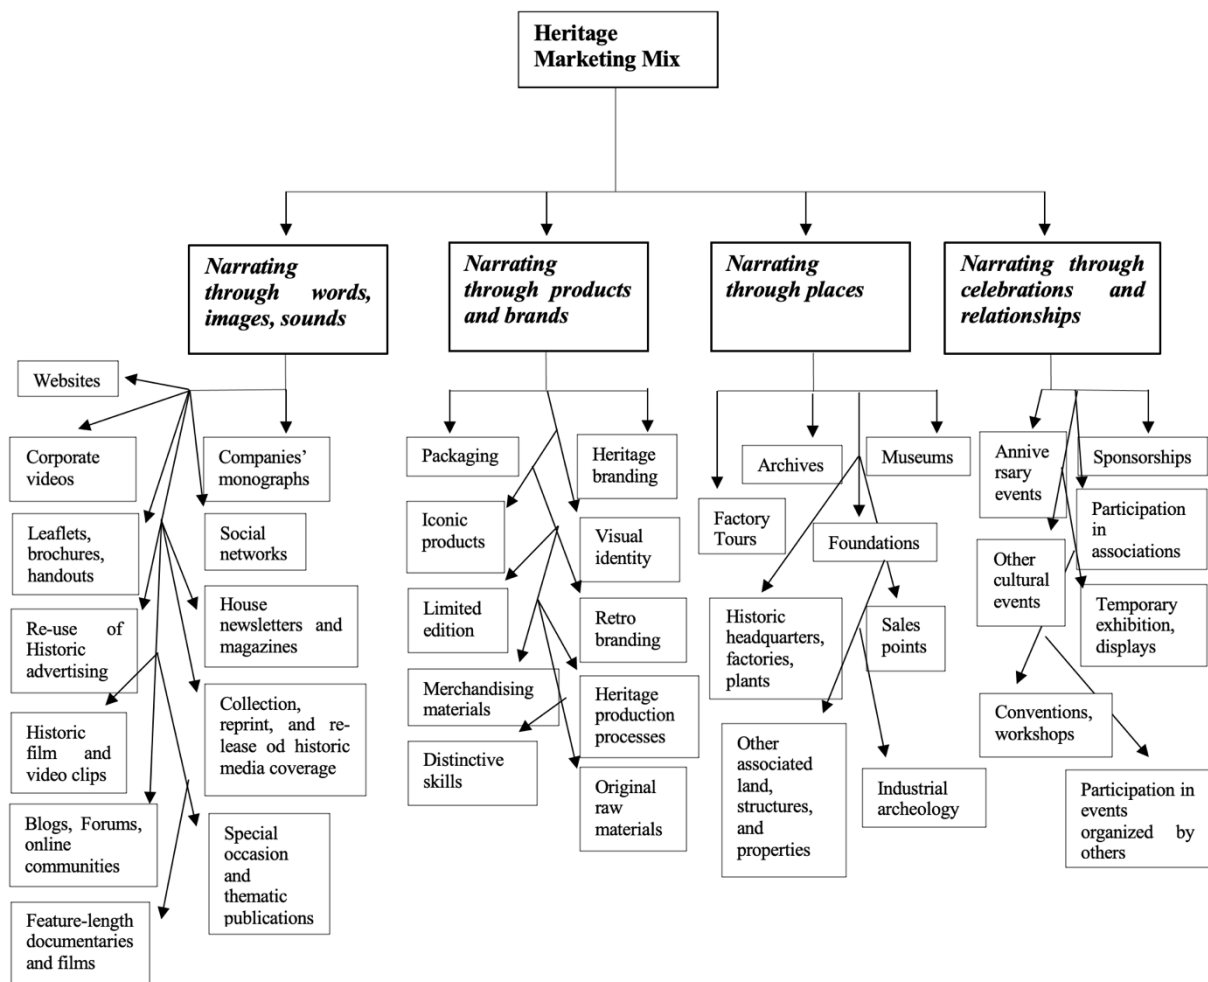 Heritage
Marketing Mix
Narrating
through words,
images, sounds
Narrating
through products
and brands
Narrating
through places
Narrating through
celebrations and
relationships
Websites
Corporate
videos
Companies’
monographs
Leaflets,
brochures,
handouts
Social
networks
Re-use of
Historic
advertising
House
newsletters and
magazines
Historic
film and
video clips
Collection,
reprint, and re-
lease od historic
media coverage
Blogs, Forums,
online
communities
Special
occasion
and
thematic
publications
Feature-length
documentaries
and films
Packaging
Heritage
branding
Iconic
products
Visual
identity
Limited
edition
Retro
branding
Merchandising
materials
Heritage
production
processes
Distinctive
skills
Original
raw
materials
Archives
Museums
Factory
Tours
Foundations
Historic
headquarters,
factories,
plants
Sales
points
Other
associated
land,
structures,
and
properties
Industrial
archeology
Annive
rsary
events
Sponsorships
Participation
in
associations
Other
cultural
events
Temporary
exhibition,
displays
Conventions,
workshops
Participation in
events
organized by
others